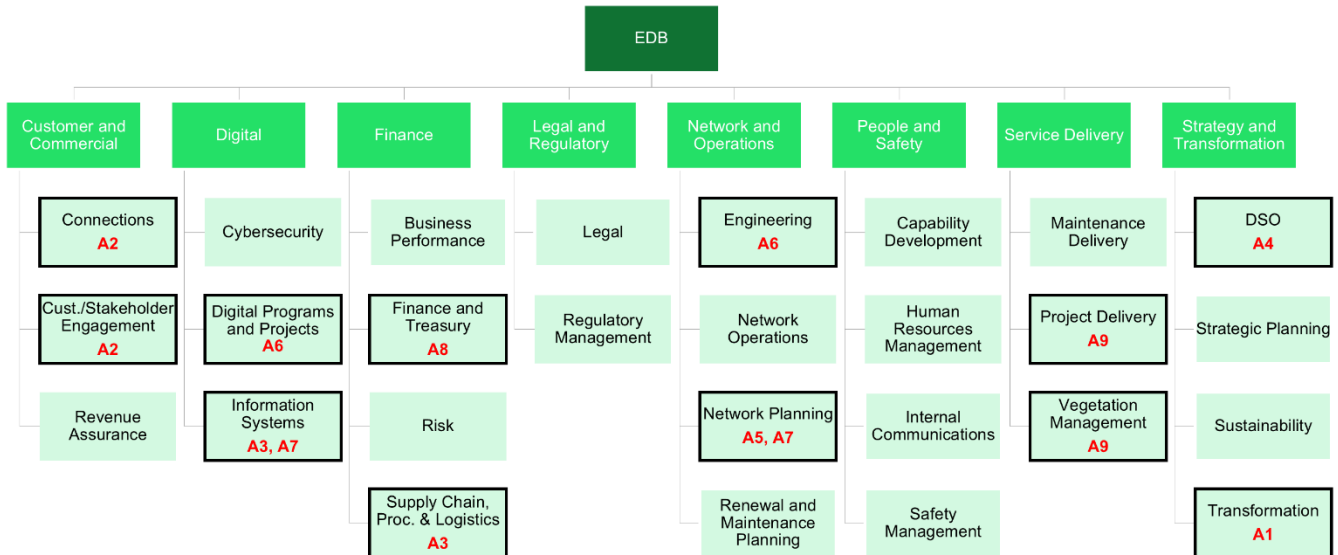 EDB
Customer and
Commercial
Digital
Finance
Legal and
Regulatory
Network and
Operations
People and
Safety
Service Delivery
Strategy and
Transformation
Connections
A2
Cust./Stakeholder
Engagement
A2
Revenue
Assurance
Cybersecurity
Digital Programs
and Projects
A6
Information
Systems
A3, A7
Business
Performance
Finance and
Treasury
A8
Risk
Supply Chain,
Proc. & Logistics
A3
Legal
Regulatory
Management
Engineering
A6
Network
Operations
Network Planning
A5, A7
Renewal and
Maintenance
Planning
Capability
Development
Human
Resources
Management
Internal
Communications
Safety
Management
Maintenance
Delivery
Project Delivery
A9
Vegetation
Management
A9
DSO
A4
Strategic Planning
Sustainability
Transformation
A1